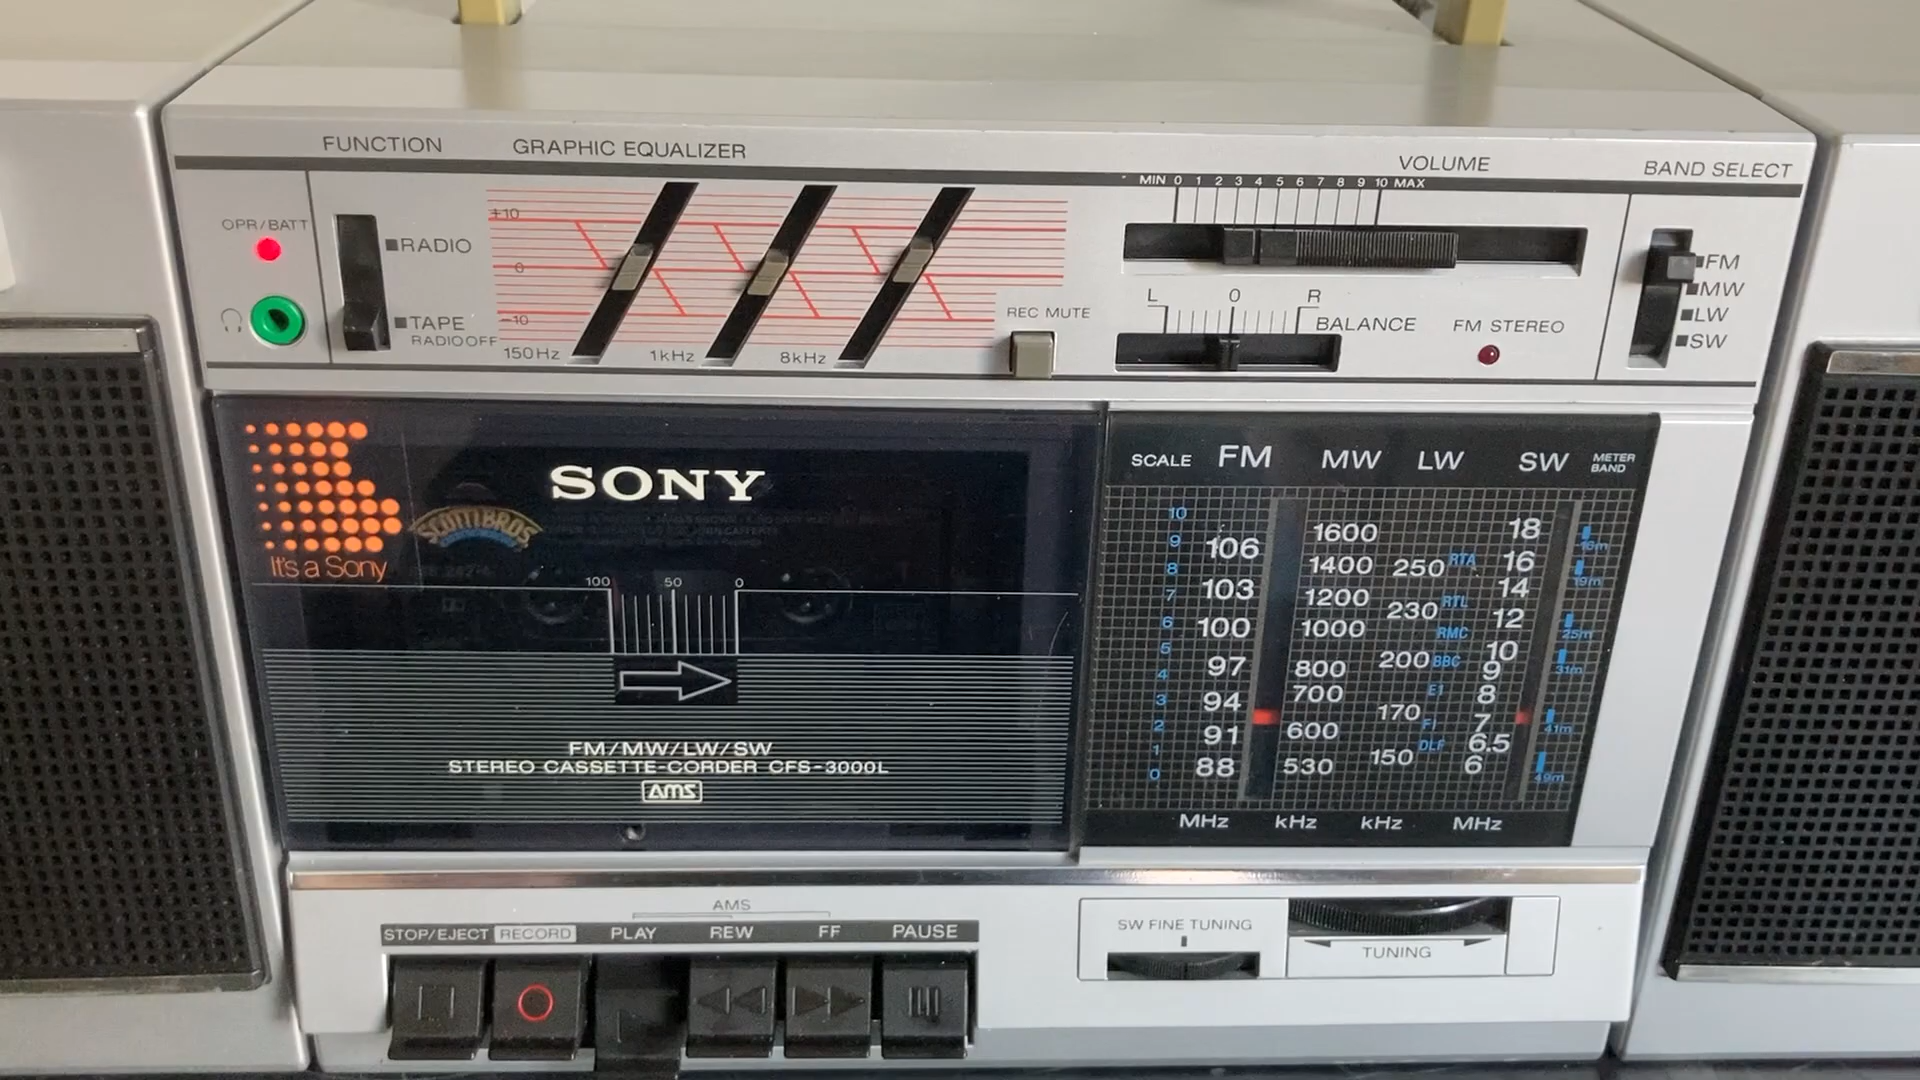 FUNCTION
GRAPHIC EQUALIZER
VOLUME
BAND SELECT
MIN 0 1 2 3 4 5 6 7 8 9 10 MAX
OPR/BATT
RADIO
TAPE
RADIO OFF
+10
0
-10
150Hz
1kHz
8kHz
REC MUTE
L 0 R
BALANCE
FM STEREO
FM
MW
LW
SW
SONY
It's a Sony
SCOTTI BROS.
100 50 0
FM/MW/LW/SW
STEREO CASSETTE-CORDER CFS-3000L
AMS
SCALE FM MW LW SW METER BAND
10
9
8
7
6
5
4
3
2
1
0
106
103
100
97
94
91
88
1600
1400
1200
1000
800
700
600
530
250 RTA
230 RTL
RMC
200 BBC
E1
170 F1
150 DLF
18
16
14
12
10
9
8
7
6.5
6
16m
19m
25m
31m
41m
49m
MHz kHz kHz MHz
AMS
STOP/EJECT RECORD PLAY REW FF PAUSE
SW FINE TUNING
TUNING